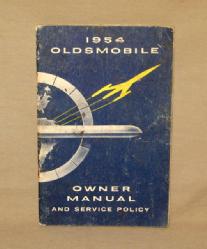 1954
OLDSMOBILE
OWNER
MANUAL
AND SERVICE POLICY